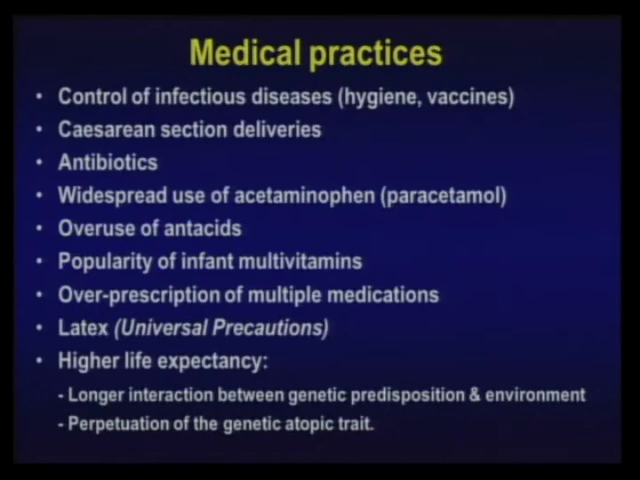 Medical practices
• Control of infectious diseases (hygiene, vaccines)
• Caesarean section deliveries
• Antibiotics
• Widespread use of acetaminophen (paracetamol)
• Overuse of antacids
• Popularity of infant multivitamins
• Over-prescription of multiple medications
• Latex (Universal Precautions)
• Higher life expectancy:
- Longer interaction between genetic predisposition & environment
- Perpetuation of the genetic atopic trait.